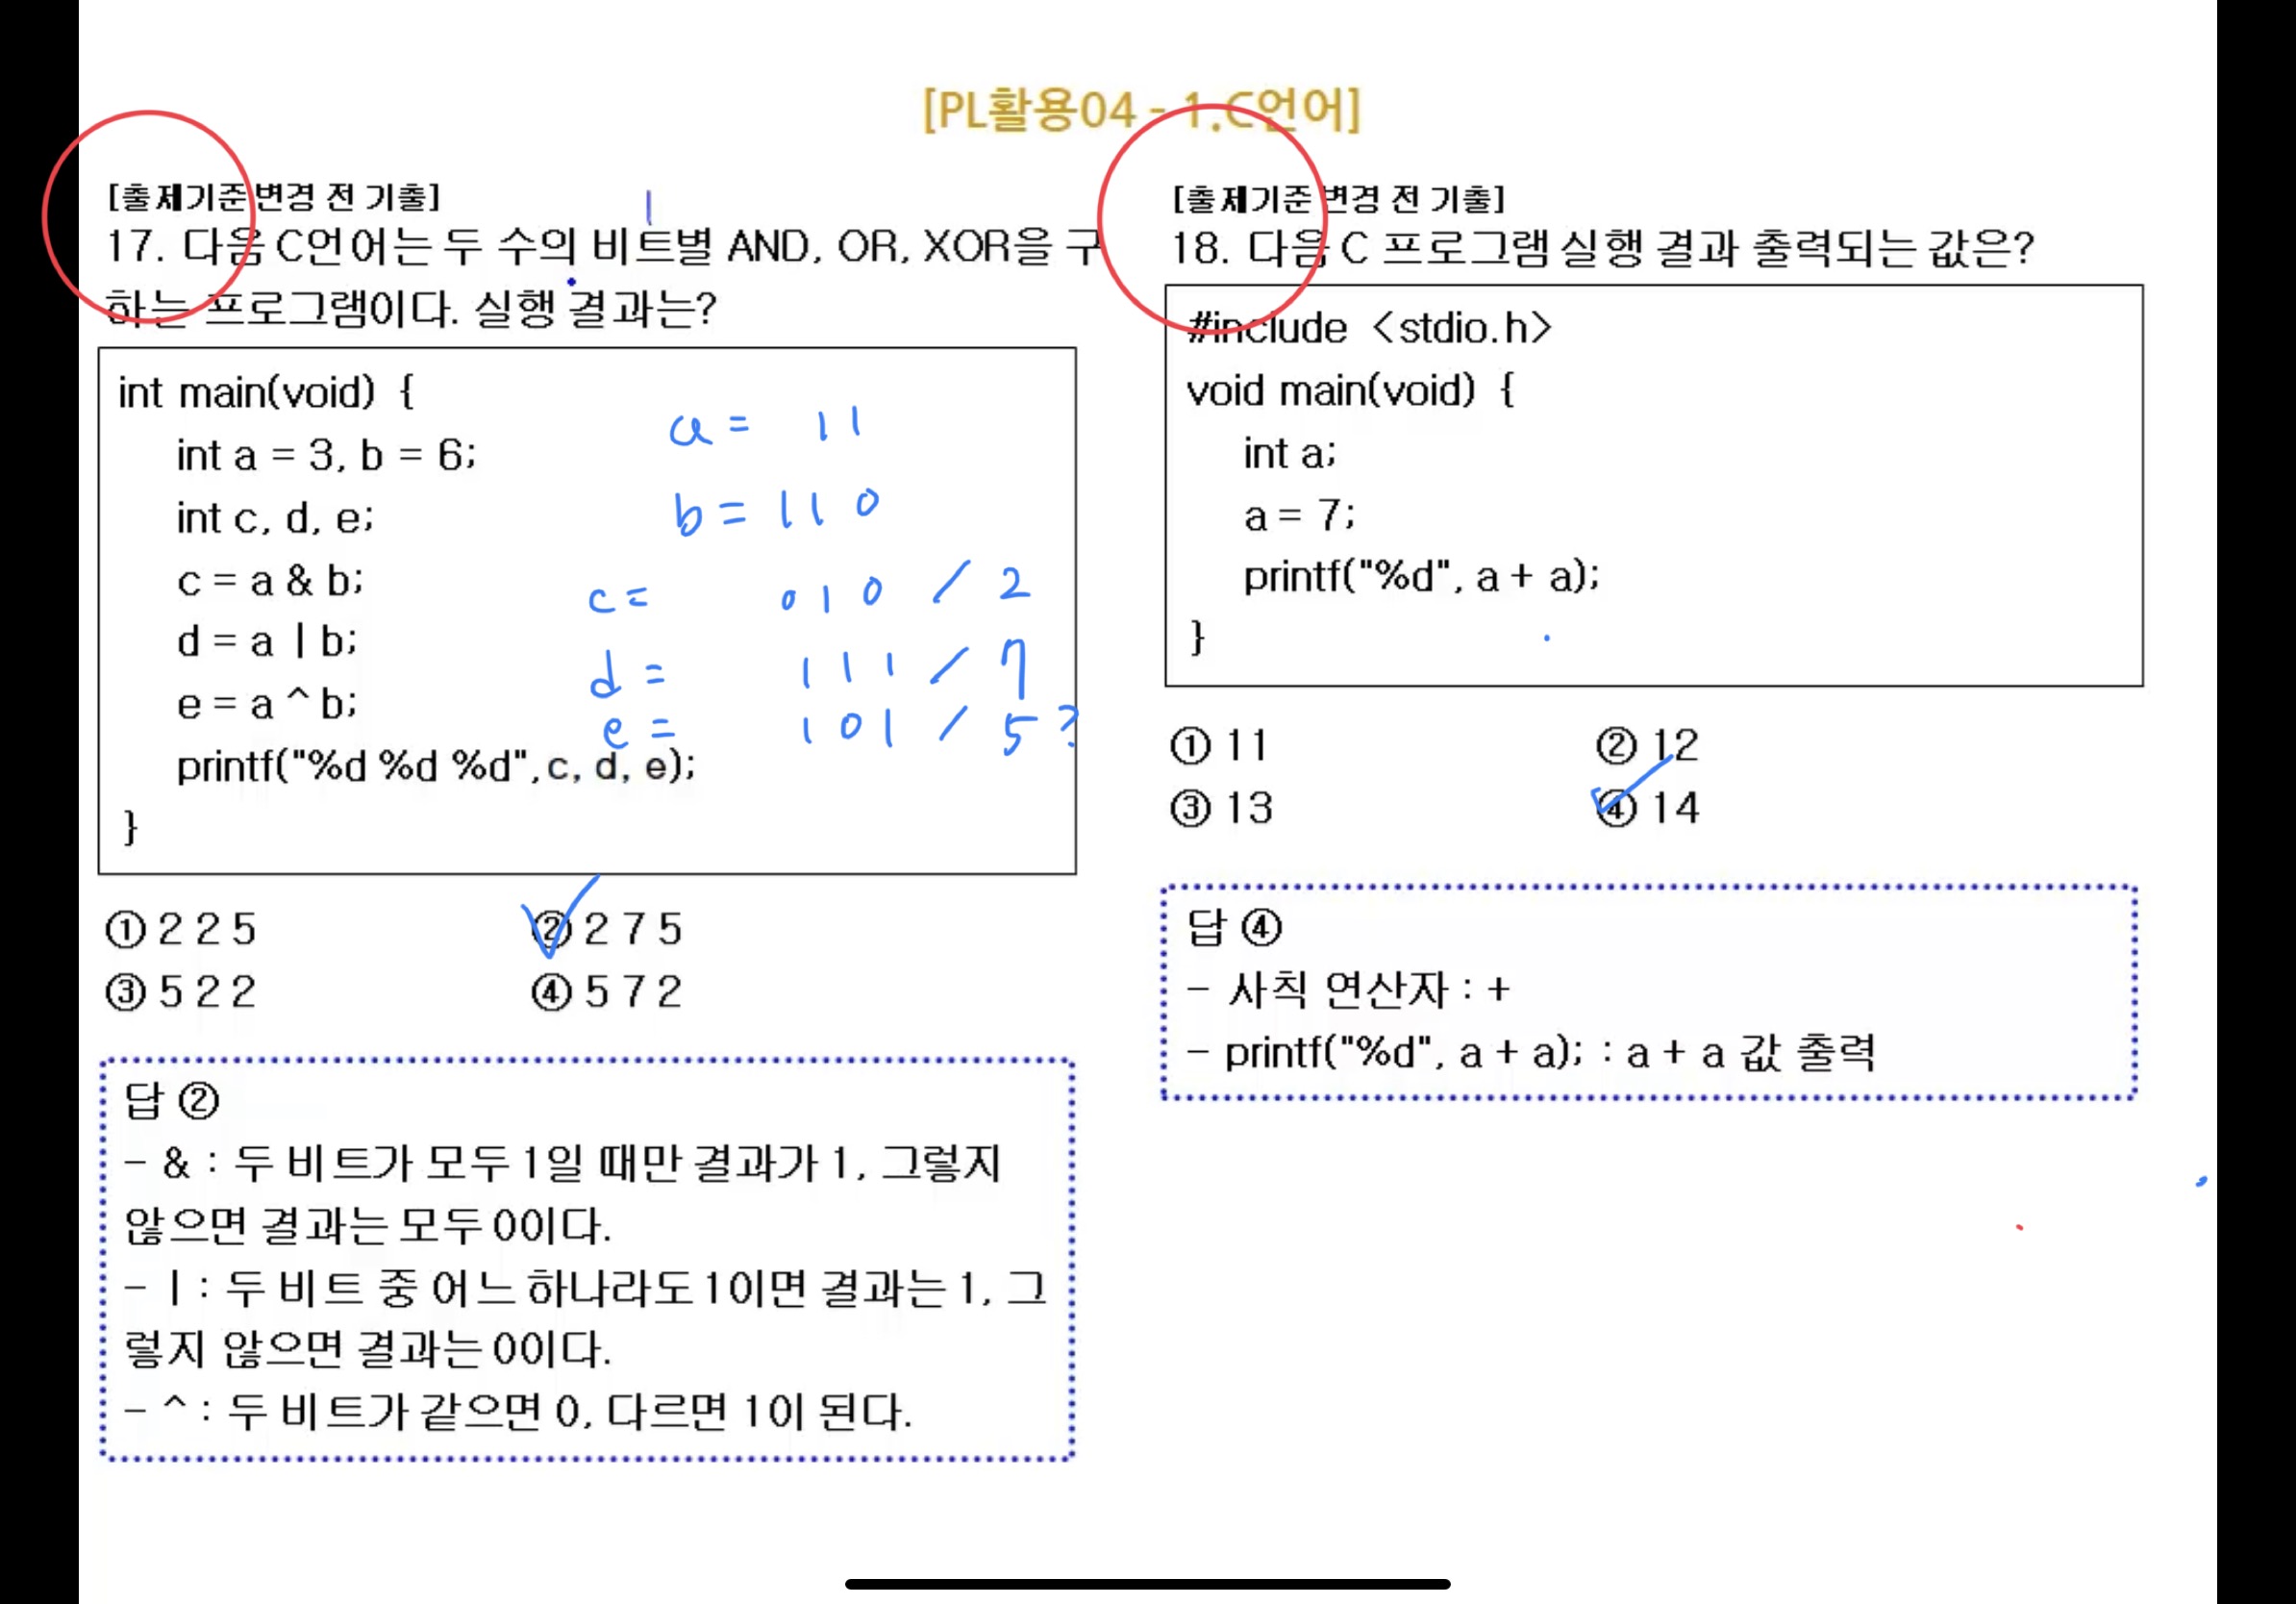 [PL활용04 - 1.C언어]
[출제기준 변경 전 기출]
17. 다음 C언어는 두 수의 비트별 AND, OR, XOR을 구
하는 프로그램이다. 실행 결과는?
int main(void) {
int a = 3, b = 6;
int c, d, e;
c = a & b;
d = a | b;
e = a ^ b;
printf("%d %d %d", c, d, e);
}
a = 11
b = 110
c = 010 / 2
d = 111 / 7
e = 101 / 5?
① 2 2 5
② 2 7 5
③ 5 2 2
④ 5 7 2
답 ②
- & : 두 비트가 모두 1일 때만 결과가 1, 그렇지
않으면 결과는 모두 0이다.
- | : 두 비트 중 어느 하나라도 1이면 결과는 1, 그
렇지 않으면 결과는 0이다.
- ^ : 두 비트가 같으면 0, 다르면 1이 된다.
[출제기준 변경 전 기출]
18. 다음 C 프로그램 실행 결과 출력되는 값은?
#include <stdio.h>
void main(void) {
int a;
a = 7;
printf("%d", a + a);
}
① 11
② 12
③ 13
④ 14
답 ④
- 사칙 연산자 : +
- printf("%d", a + a); : a + a 값 출력